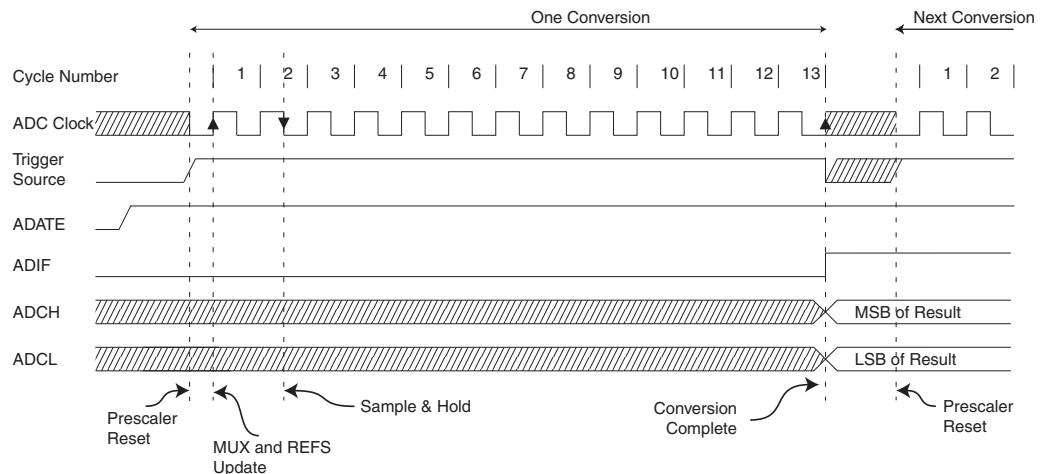 One Conversion
Next Conversion
Cycle Number
1 2 3 4 5 6 7 8 9 10 11 12 13 1 2
ADC Clock
Trigger
Source
ADATE
ADIF
ADCH
MSB of Result
ADCL
LSB of Result
Prescaler
Reset
MUX and REFS
Update
Sample & Hold
Conversion
Complete
Prescaler
Reset